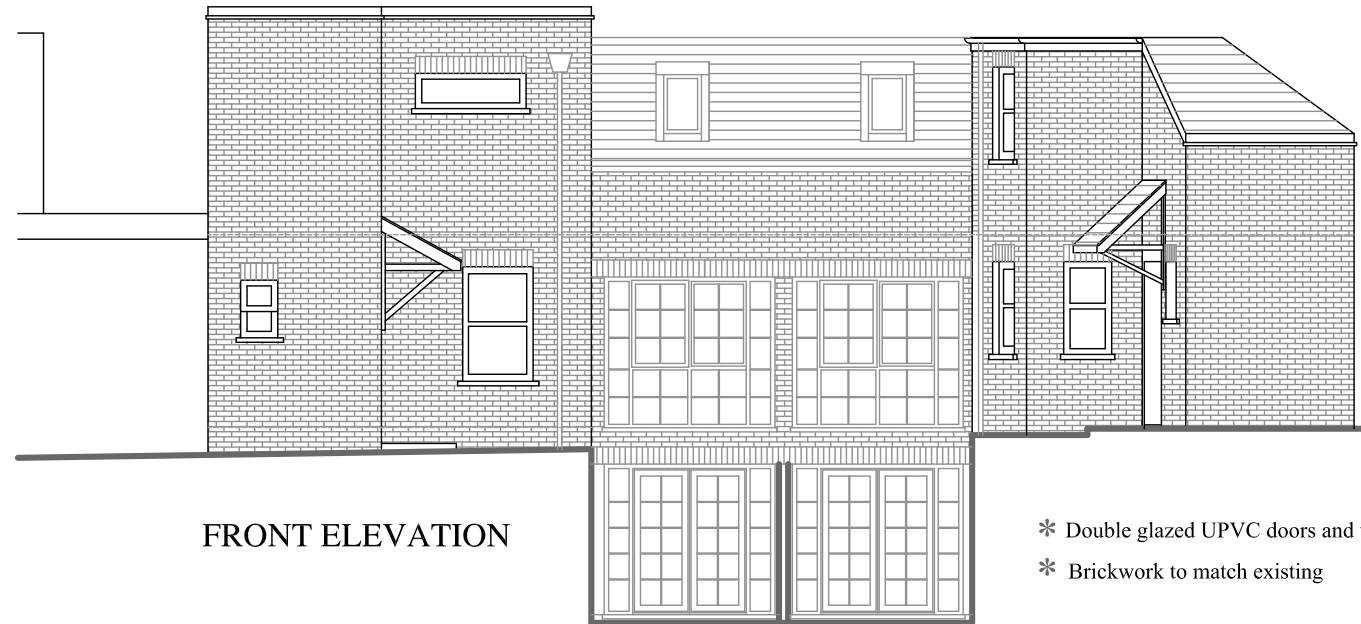 FRONT ELEVATION
* Double glazed UPVC doors and
* Brickwork to match existing